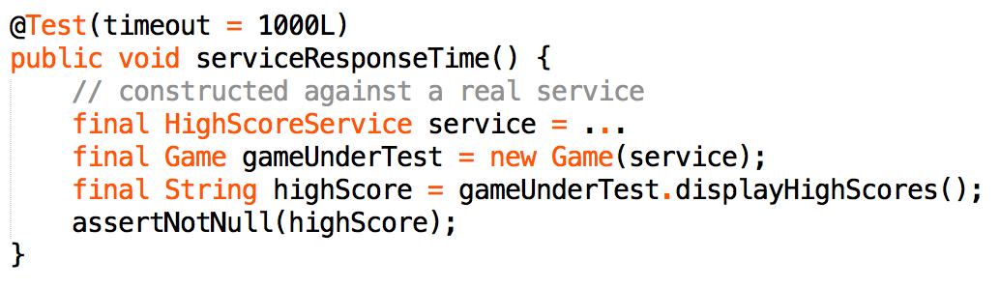 @Test(timeout = 1000L)
public void serviceResponseTime() {
    // constructed against a real service
    final HighScoreService service = ...
    final Game gameUnderTest = new Game(service);
    final String highScore = gameUnderTest.displayHighScores();
    assertNotNull(highScore);
}